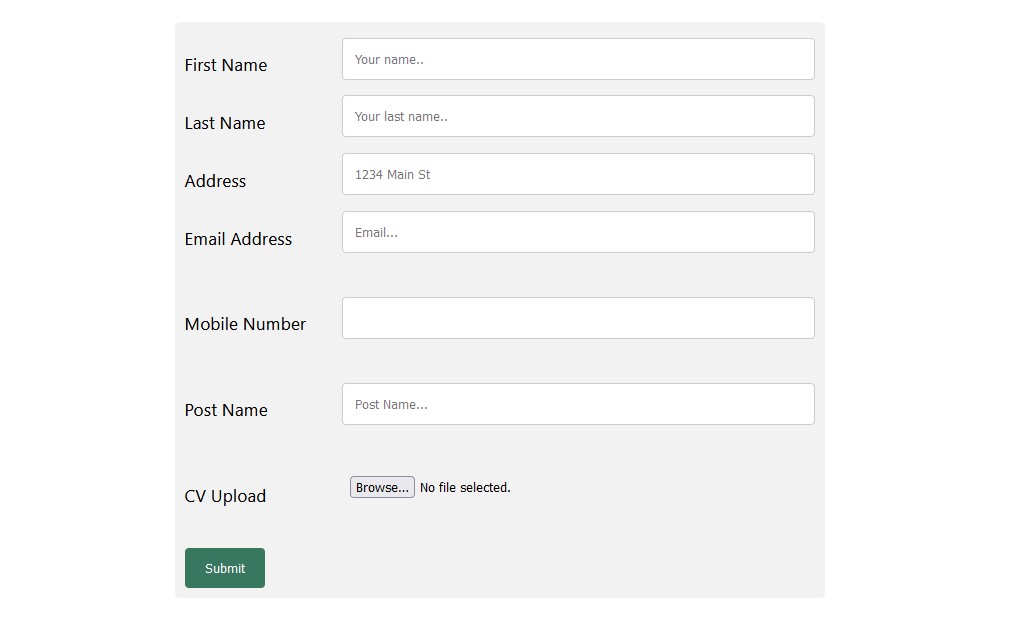 First Name Your name..
Last Name Your last name..
Address 1234 Main St
Email Address Email...
Mobile Number
Post Name Post Name...
CV Upload Browse... No file selected.
Submit